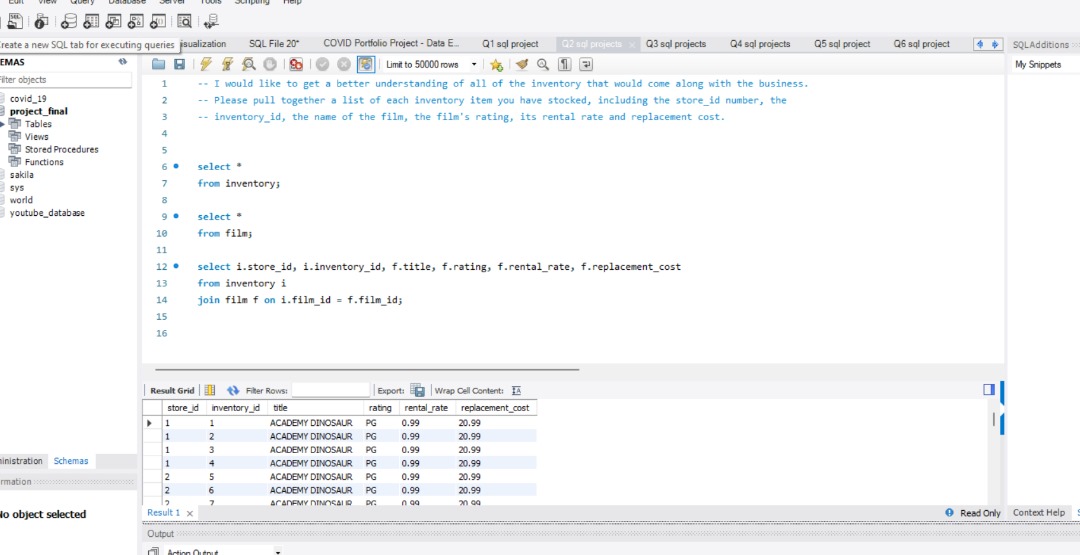 Edit View Query Database Server Tools Scripting Help
Create a new SQL tab for executing queries
isualization SQL File 20* COVID Portfolio Project - Data E... Q1 sql project Q2 sql projects Q3 sql projects Q4 sql projects Q5 sql project Q6 sql project SQLAdditions
EMAS
Filter objects
covid_19
project_final
Tables
Views
Stored Procedures
Functions
sakila
sys
world
youtube_database
Limit to 50000 rows
My Snippets
1 -- I would like to get a better understanding of all of the inventory that would come along with the business.
2 -- Please pull together a list of each inventory item you have stocked, including the store_id number, the
3 -- inventory_id, the name of the film, the film's rating, its rental rate and replacement cost.
4
5
6 select *
7 from inventory;
8
9 select *
10 from film;
11
12 select i.store_id, i.inventory_id, f.title, f.rating, f.rental_rate, f.replacement_cost
13 from inventory i
14 join film f on i.film_id = f.film_id;
15
16
Result Grid Filter Rows: Export: Wrap Cell Content:
store_id inventory_id title rating rental_rate replacement_cost
1 1 ACADEMY DINOSAUR PG 0.99 20.99
1 2 ACADEMY DINOSAUR PG 0.99 20.99
1 3 ACADEMY DINOSAUR PG 0.99 20.99
1 4 ACADEMY DINOSAUR PG 0.99 20.99
2 5 ACADEMY DINOSAUR PG 0.99 20.99
2 6 ACADEMY DINOSAUR PG 0.99 20.99
2 7 ACADEMY DINOSAUR PG 0.99 20.99
ministration Schemas
rmation
No object selected
Result 1
Read Only
Context Help
Output
Action Output